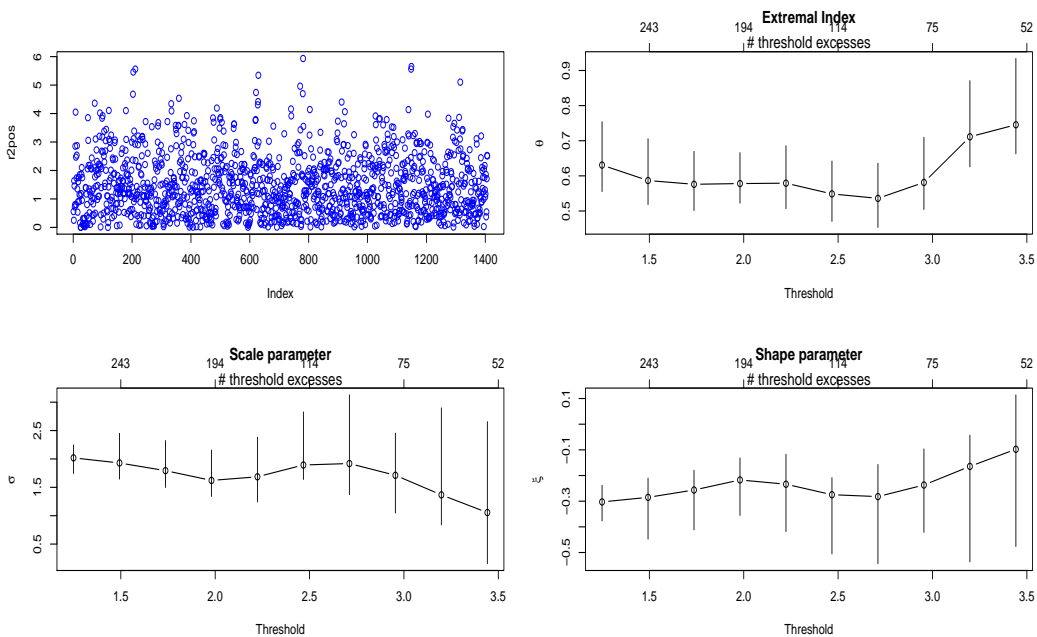 r2pos
6
5
4
3
2
1
0
0 200 400 600 800 1000 1200 1400
Index
Extremal Index
243 194 114 75 52
# threshold excesses
θ
0.9
0.8
0.7
0.6
0.5
1.5 2.0 2.5 3.0 3.5
Threshold
Scale parameter
243 194 114 75 52
# threshold excesses
σ
2.5
1.5
0.5
1.5 2.0 2.5 3.0 3.5
Threshold
Shape parameter
243 194 114 75 52
# threshold excesses
ξ
0.1
-0.1
-0.3
-0.5
1.5 2.0 2.5 3.0 3.5
Threshold